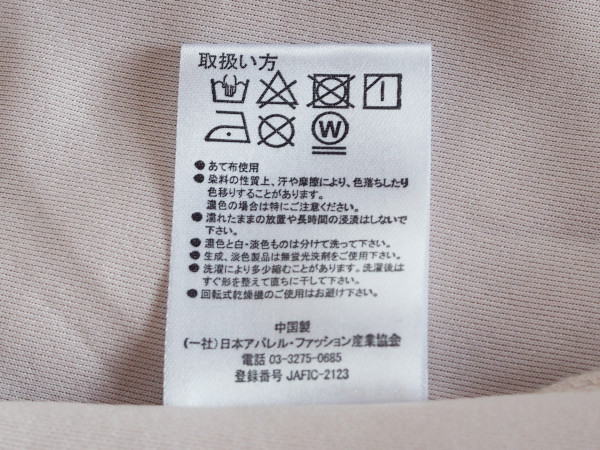 取扱い方
W
● あて布使用
● 染料の性質上、汗や摩擦により、色落ちしたり
色移りすることがあります。
濃色の場合は特にご注意ください。
● 濡れたままの放置や長時間の浸漬はしないで
下さい。
● 濃色と白・淡色ものは分けて洗って下さい。
● 生成、淡色製品は無蛍光洗剤をご使用下さい。
● 洗濯により多少縮むことがあります。洗濯後は
すぐ形を整えて直ちに干して下さい。
● 回転式乾燥機のご使用はお避け下さい。
中国製
(一社)日本アパレル・ファッション産業協会
電話 03-3275-0685
登録番号 JAFIC-2123